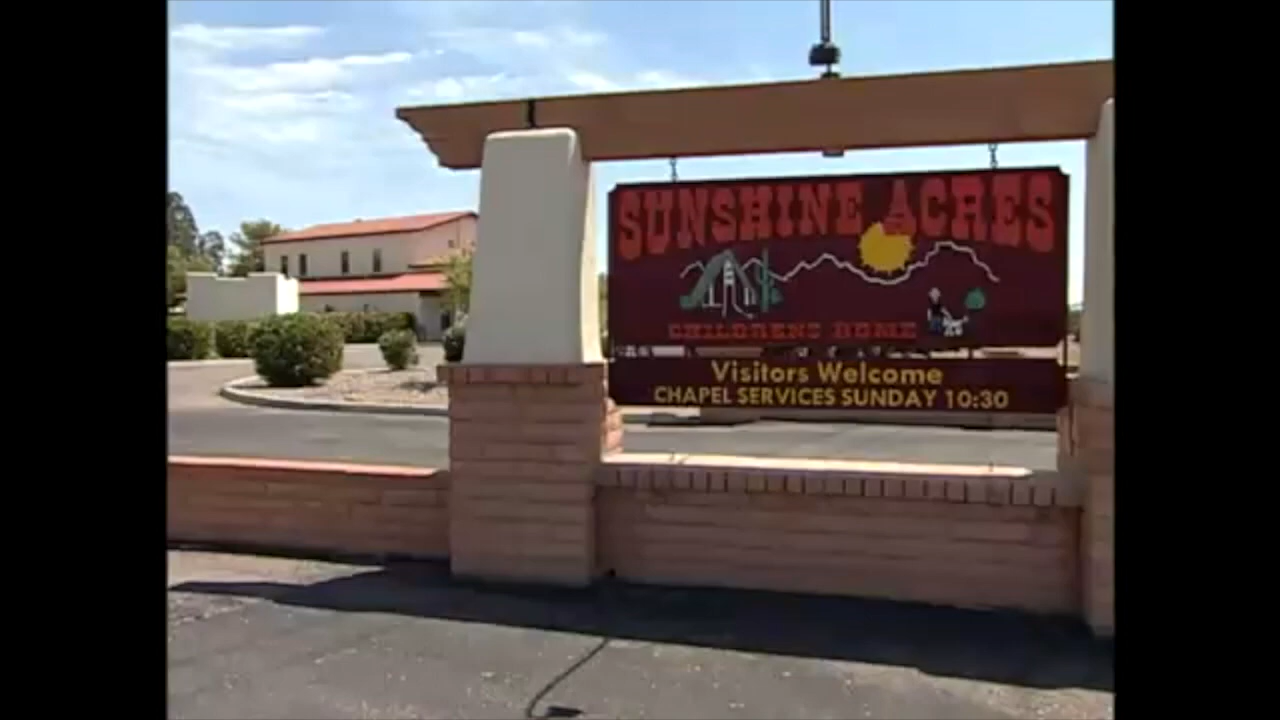 SUNSHINE ACRES
CHILDRENS HOME
Visitors Welcome
CHAPEL SERVICES SUNDAY 10:30